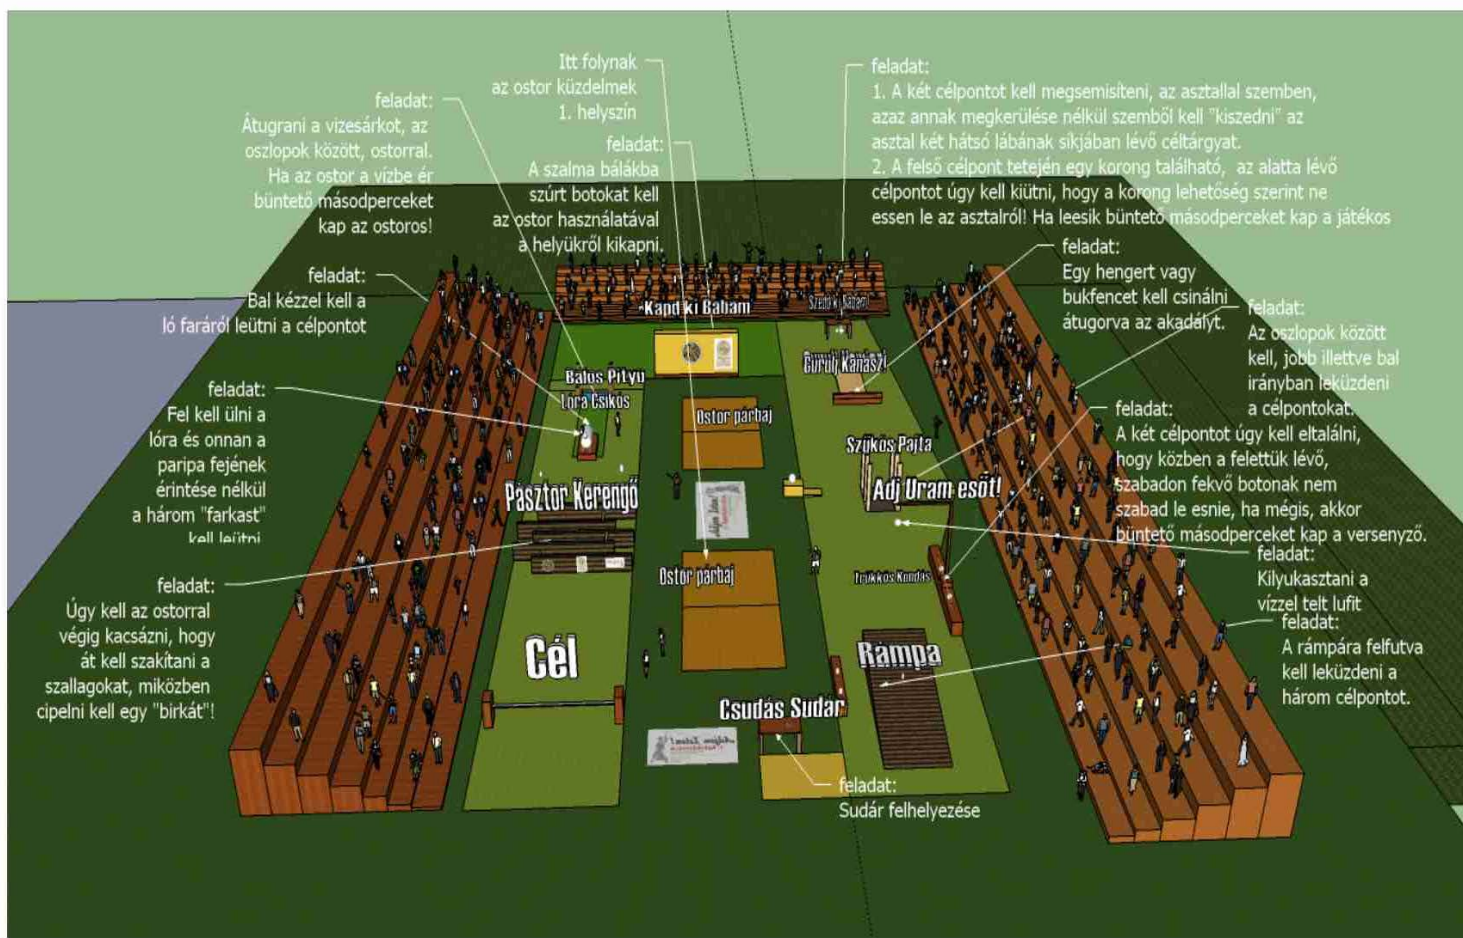 Itt folynak
az ostor küzdelmek
1. helyszín
feladat:
Átugrani a vizesárkot, az
oszlopok között, ostorral.
Ha az ostor a vízbe ér
büntető másodperceket
kap az ostoros!
feladat:
A szalma bálákba
szúrt botokat kell
az ostor használatával
a helyükről kikapni.
feladat:
1. A két célpontot kell megsemisíteni, az asztallal szemben,
azaz annak megkerülése nélkül szemből kell "kiszedni" az
asztal két hátsó lábának síkjában lévő céltárgyat.
2. A felső célpont tetején egy korong található, az alatta lévő
célpontot úgy kell kiütni, hogy a korong lehetőség szerint ne
essen le az asztalról! Ha leesik büntető másodperceket kap a játékos
feladat:
Egy hengert vagy
bukfencet kell csinálni
átugorva az akadályt.
feladat:
Bal kézzel kell a
ló faráról leütni a célpontot
feladat:
Az oszlopok között
kell, jobb illettve bal
irányban leküzdeni
a célpontokat.
feladat:
Fel kell ülni a
lóra és onnan a
paripa fejének
érintése nélkül
a három "farkast"
kell leütni
feladat:
A két célpontot úgy kell eltalálni,
hogy közben a felettük lévő,
szabadon fekvő botonak nem
szabad le esnie, ha mégis, akkor
büntető másodperceket kap a versenyző.
feladat:
Kilyukasztani a
vízzel telt lufit
feladat:
Úgy kell az ostorral
végig kacsázni, hogy
át kell szakítani a
szallagokat, miközben
cipelni kell egy "birkát"!
feladat:
A rámpára felfutva
kell leküzdeni a
három célpontot.
Kapd ki Babám
Szedd ki Babám!
Gurulj Kanászi
Balos Pityu
Lóra Csikós
Ostor párbaj
Szűkös Pajta
Pásztor Kerengő
Adj Uram esőt!
Ostor párbaj
Trükkös Kondás
Cél
Rámpa
Csudás Sudár
feladat:
Sudár felhelyezése